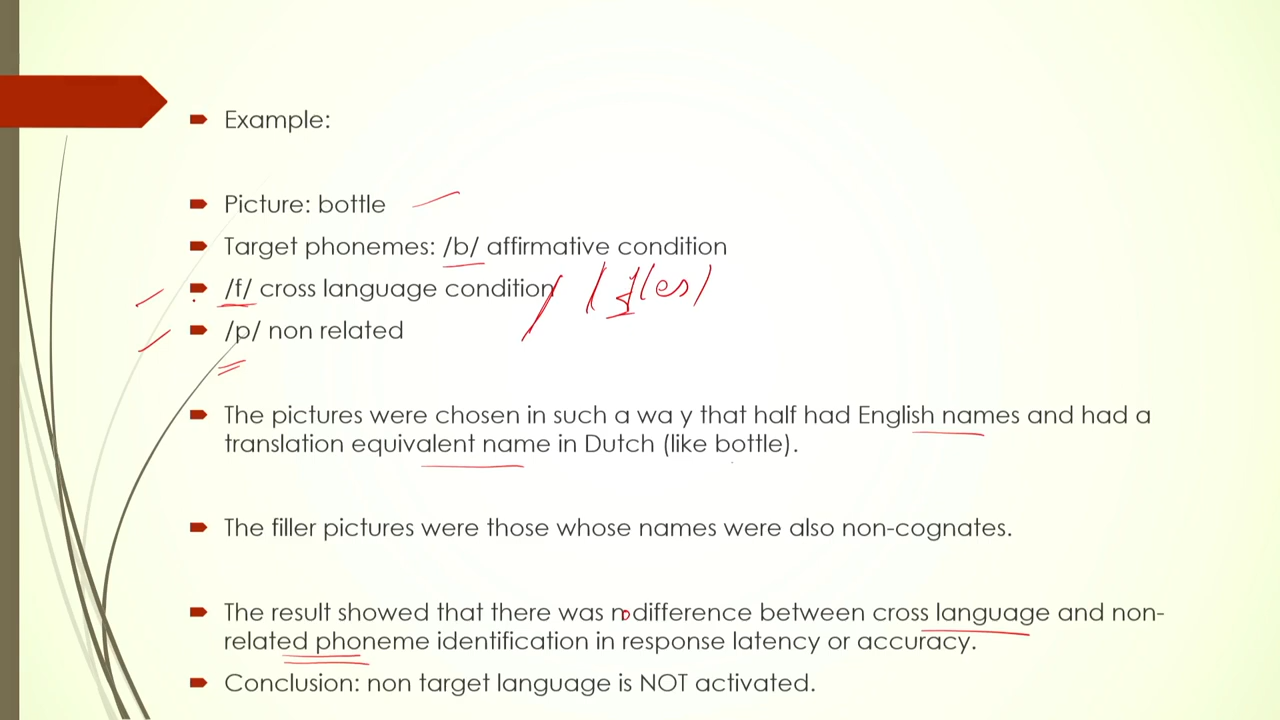 Example:
Picture: bottle
Target phonemes: /b/ affirmative condition
/f/ cross language condition / f(es)
/p/ non related
The pictures were chosen in such a wa y that half had English names and had a
translation equivalent name in Dutch (like bottle).
The filler pictures were those whose names were also non-cognates.
The result showed that there was no difference between cross language and non-
related phoneme identification in response latency or accuracy.
Conclusion: non target language is NOT activated.